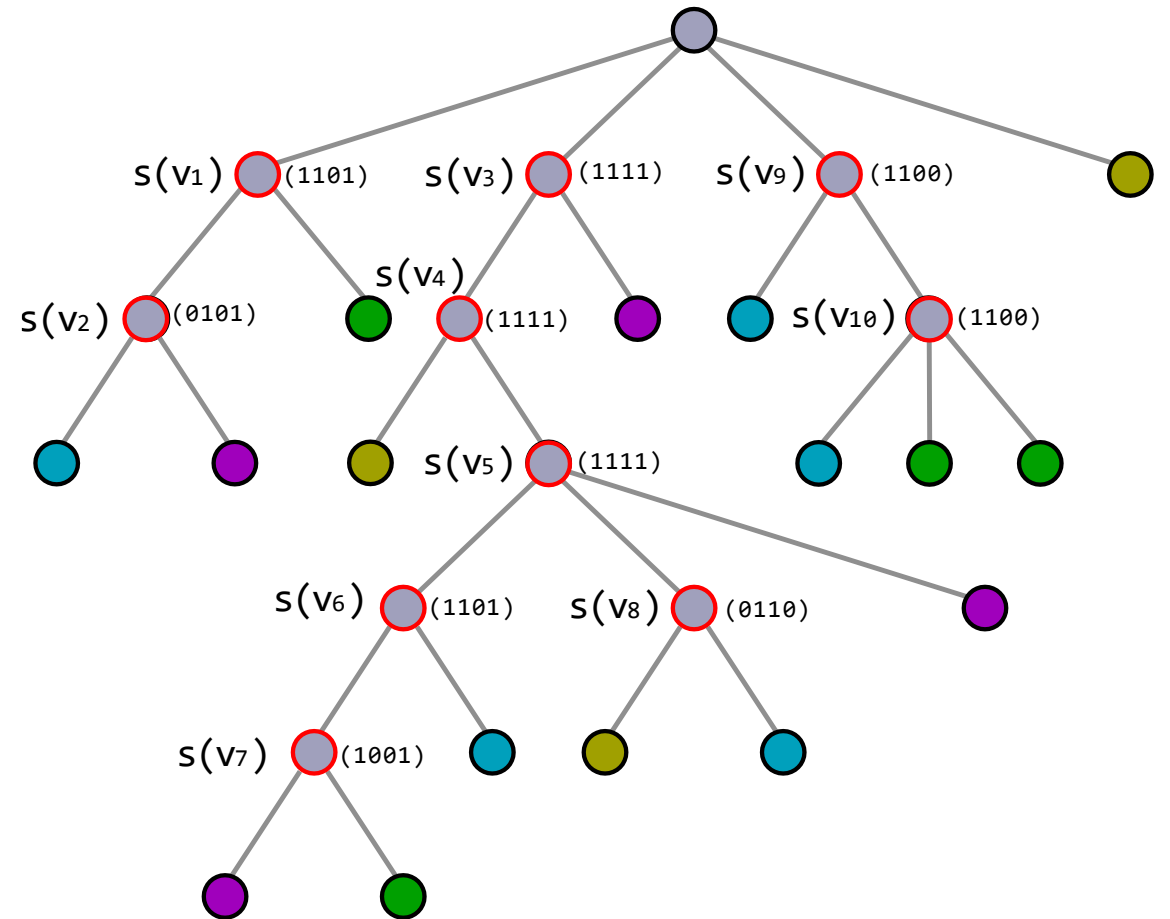 s(v₁) (1101) s(v₃) (1111) s(v₉) (1100)
s(v₄)
s(v₂) (0101) (1111) s(v₁₀) (1100)
s(v₅) (1111)
s(v₆) (1101) s(v₈) (0110)
s(v₇) (1001)